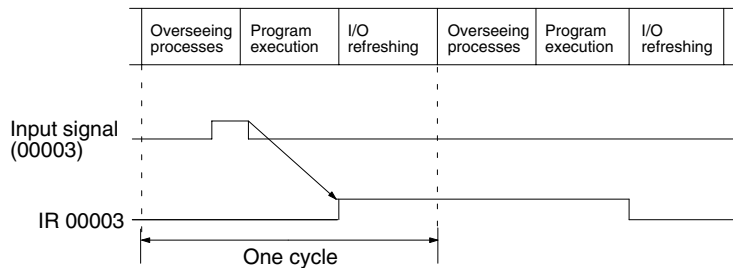 Overseeing processes
Program execution
I/O refreshing
Overseeing processes
Program execution
I/O refreshing
Input signal
(00003)
IR 00003
One cycle